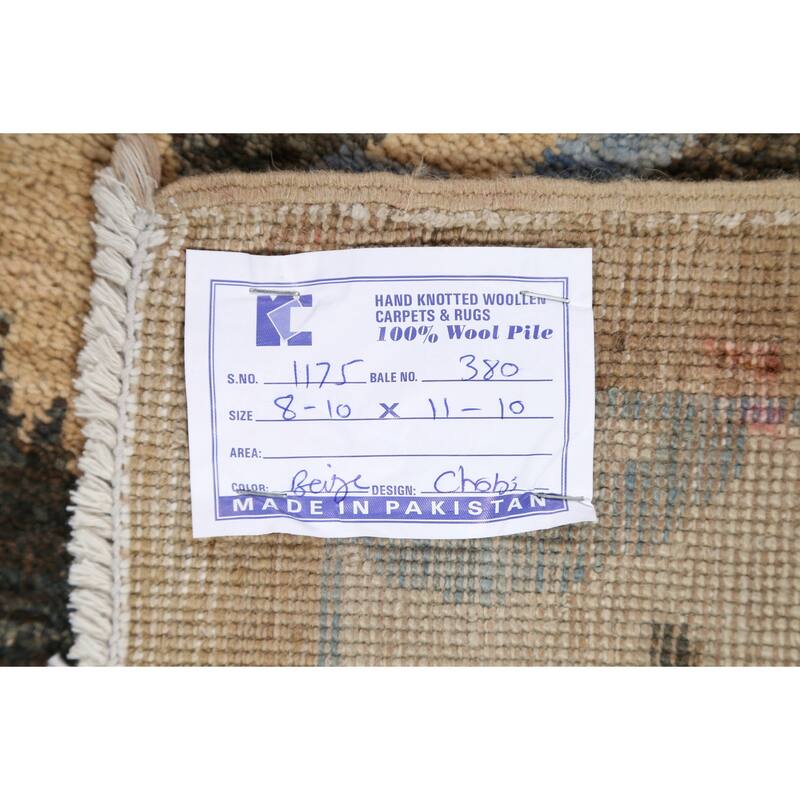 KC
HAND KNOTTED WOOLLEN
CARPETS & RUGS
100% Wool Pile
S.NO. 1175 BALE NO. 380
SIZE 8-10 X 11-10
AREA:
COLOR: Beige DESIGN: Chobi
MADE IN PAKISTAN